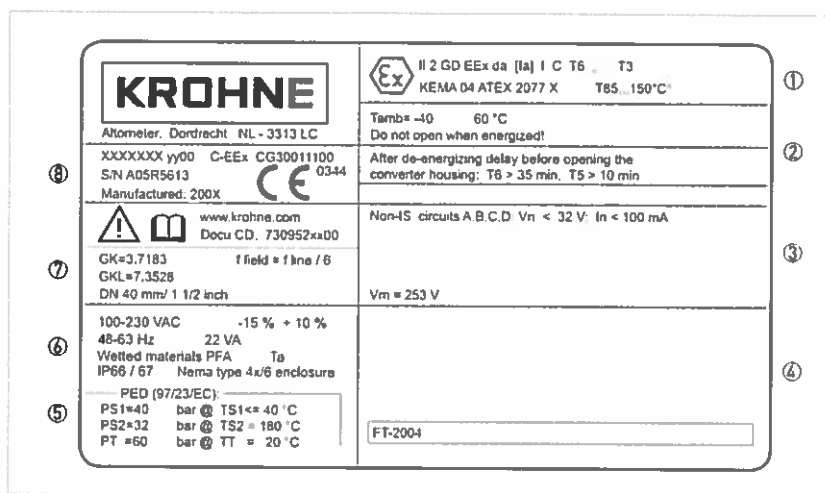 KROHNE
Altometer, Dordrecht NL - 3313 LC
⑧
XXXXXXX yy00 C-EEx CG30011100
S/N A05R5613
CE 0344
Manufactured: 200X
⑦
www.krohne.com
Docu CD. 730952xx00
GK=3.7183 f field = f line / 6
GKL=7.3528
DN 40 mm/ 1 1/2 inch
⑥
100-230 VAC -15 % + 10 %
48-63 Hz 22 VA
Wetted materials PFA Ta
IP66 / 67 Nema type 4x/6 enclosure
⑤
PED (97/23/EC):
PS1=40 bar @ TS1<= 40 °C
PS2=32 bar @ TS2 = 180 °C
PT =60 bar @ TT = 20 °C
①
Ex
II 2 GD EEx da [Ia] I C T6 ... T3
KEMA 04 ATEX 2077 X T85...150°C
Tamb= -40 60 °C
Do not open when energized!
②
After de-energizing delay before opening the
converter housing: T6 > 35 min, T5 > 10 min
③
Non-IS circuits A.B.C.D: Vn < 32 V: In < 100 mA
Vm = 253 V
④
FT-2004